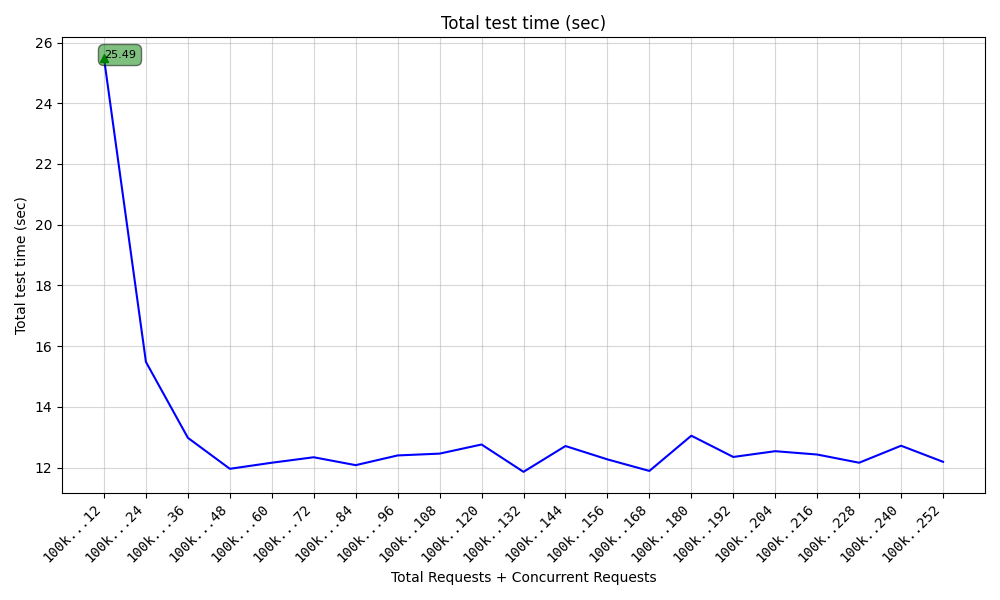 Total test time (sec)
26
25.49
24
22
20
18
16
14
12
Total test time (sec)
100k...12
100k...24
100k...36
100k...48
100k...60
100k...72
100k...84
100k...96
100k..108
100k..120
100k..132
100k..144
100k..156
100k..168
100k..180
100k..192
100k..204
100k..216
100k..228
100k..240
100k..252
Total Requests + Concurrent Requests